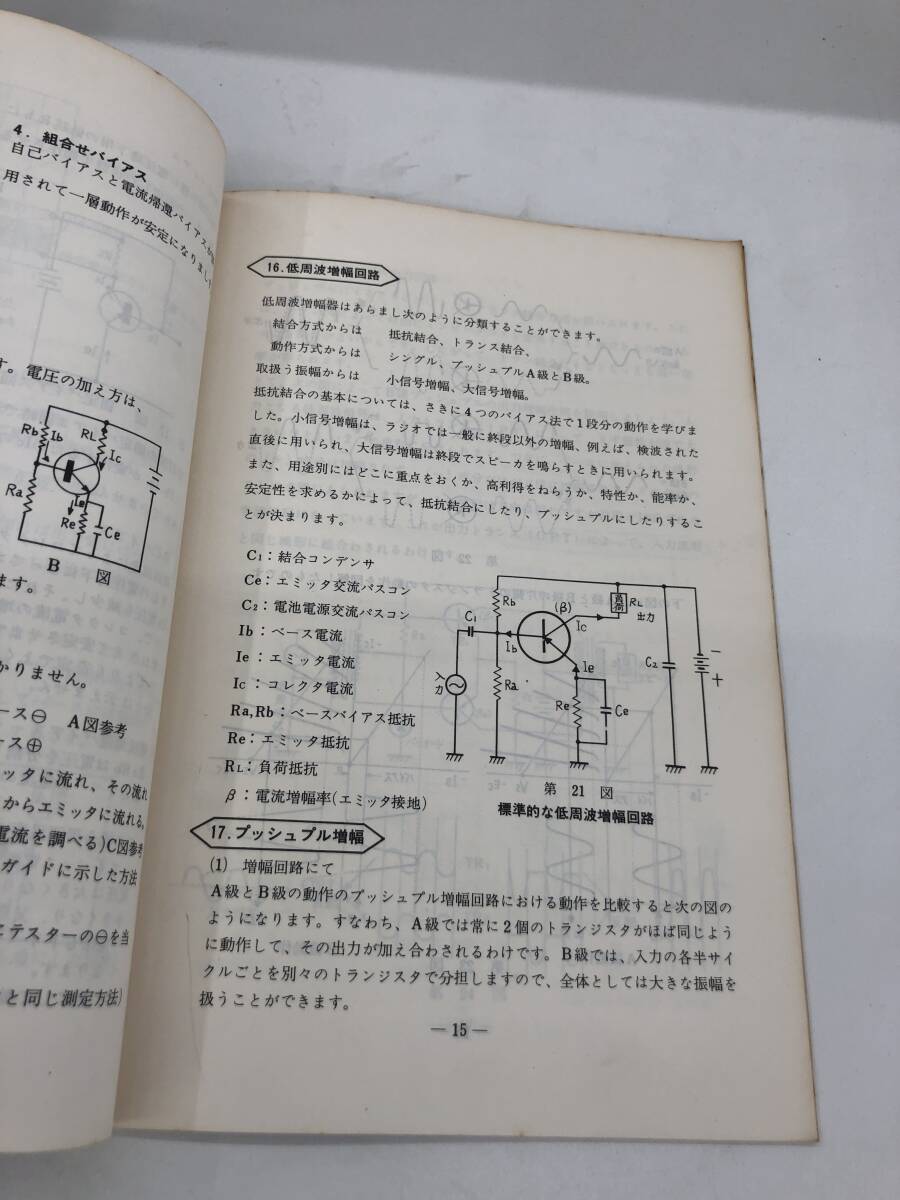 4. 組合せバイアス
自己バイアスと電流帰還バイアスが
用されて一層動作が安定になりまし
す。電圧の加え方は、
Rb
Ib
RL
Ic
Ra
Ie
Re
Ce
B 図
ます。
かりません。
ース⊖ A図参考
ース⊕
ッタに流れ、その流れ
からエミッタに流れる。
電流を調べる)C図参考
ガイドに示した方法
にテスターの⊖を当
と同じ測定方法)
16.低周波増幅回路
低周波増幅器はあらまし次のように分類することができます。
結合方式からは 抵抗結合、トランス結合、
動作方式からは シングル、プッシュプルA級とB級。
取扱う振幅からは 小信号増幅、大信号増幅。
抵抗結合の基本については、さきに4つのバイアス法で1段分の動作を学びま
した。小信号増幅は、ラジオでは一般に終段以外の増幅、例えば、検波された
直後に用いられ、大信号増幅は終段でスピーカを鳴らすときに用いられます。
また、用途別にはどこに重点をおくか、高利得をねらうか、特性か、能率か、
安定性を求めるかによって、抵抗結合にしたり、プッシュプルにしたりするこ
とが決まります。
C₁：結合コンデンサ
Ce：エミッタ交流パスコン
C₂：電池電源交流パスコン
Ib：ベース電流
Ie：エミッタ電流
Ic：コレクタ電流
Ra,Rb：ベースバイアス抵抗
Re：エミッタ抵抗
RL：負荷抵抗
β：電流増幅率(エミッタ接地)
Rb
(β)
負荷
RL
出力
C₁
Ib
Ic
入力
Ra
Ie
Re
Ce
C₂
−
+
第 21 図
標準的な低周波増幅回路
17.プッシュプル増幅
(1) 増幅回路にて
A級とB級の動作のプッシュプル増幅回路における動作を比較すると次の図の
ようになります。すなわち、A級では常に2個のトランジスタがほぼ同じよう
に動作して、その出力が加え合わされるわけです。B級では、入力の各半サイ
クルごとを別々のトランジスタで分担しますので、全体としては大きな振幅を
扱うことができます。
— 15 —